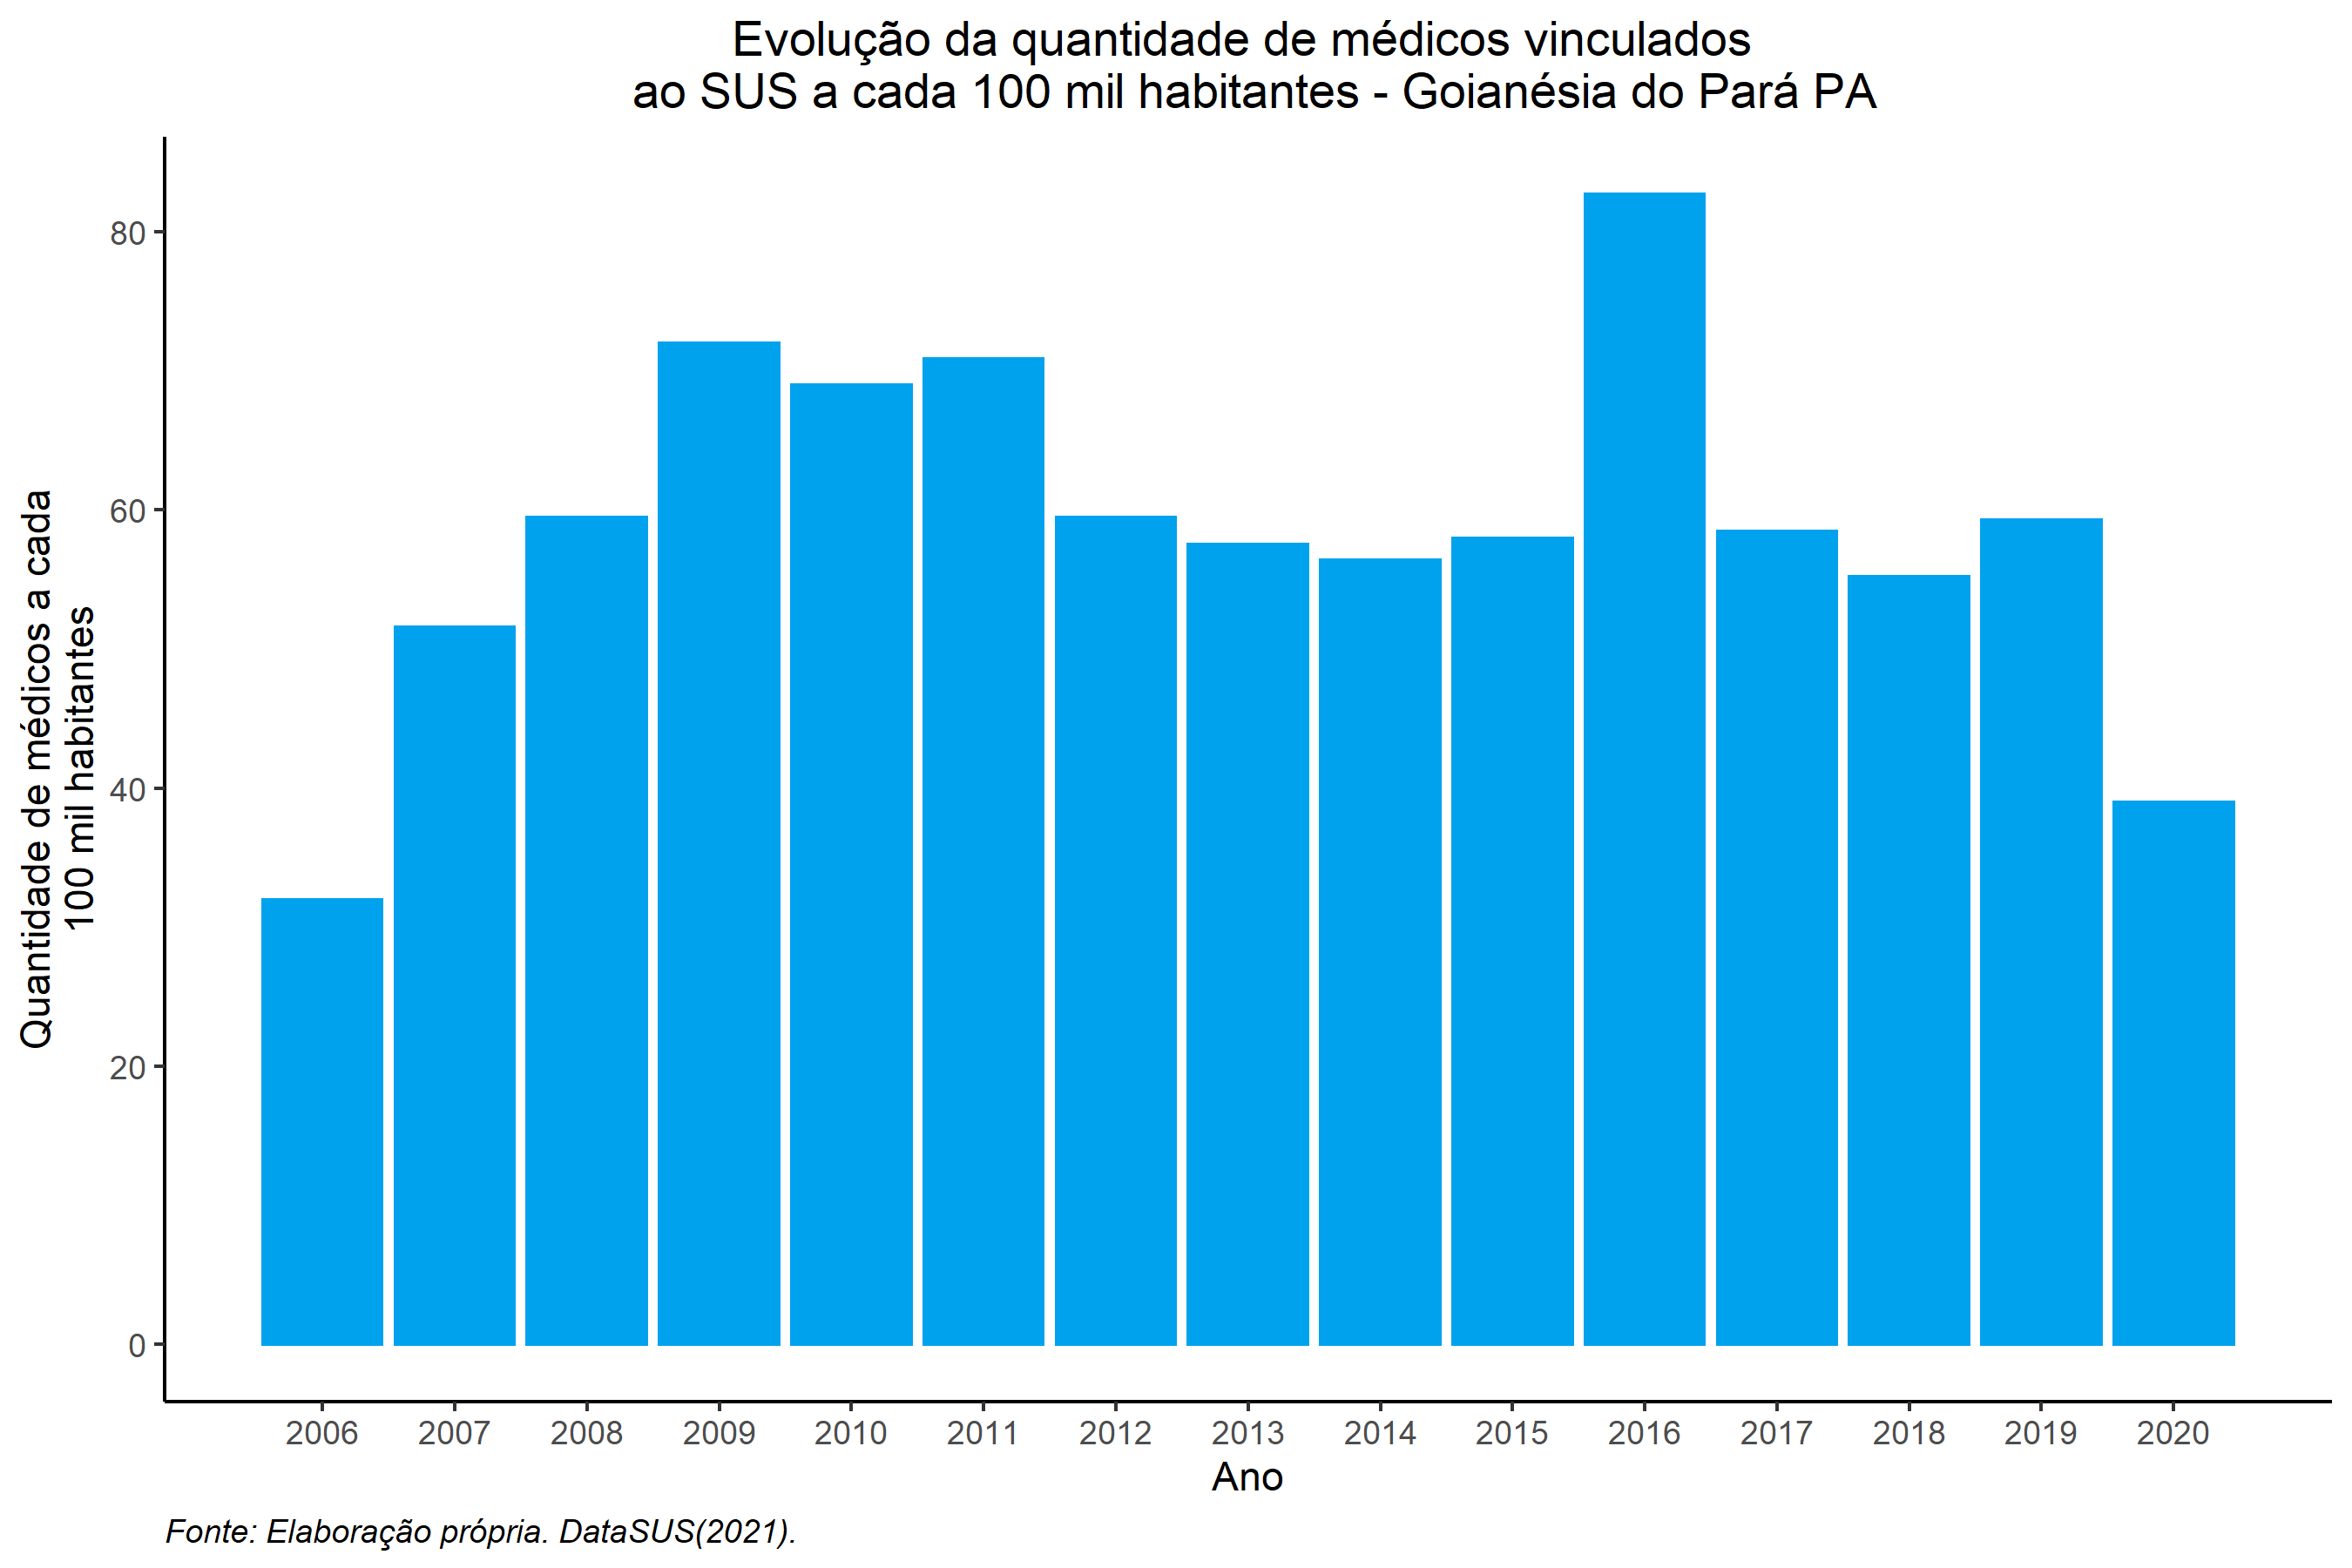 Evolução da quantidade de médicos vinculados
ao SUS a cada 100 mil habitantes - Goianésia do Pará PA
Quantidade de médicos a cada
100 mil habitantes
80
60
40
20
0
2006 2007 2008 2009 2010 2011 2012 2013 2014 2015 2016 2017 2018 2019 2020
Ano
Fonte: Elaboração própria. DataSUS(2021).